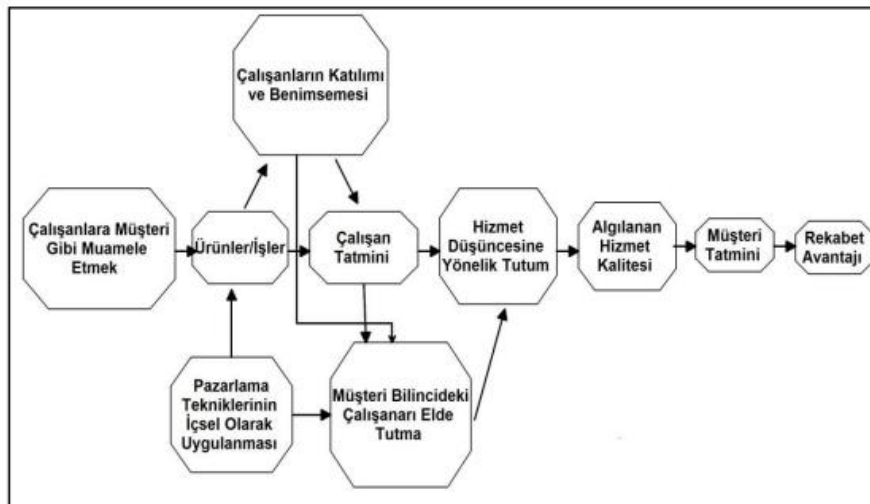 Çalışanların Katılımı
ve Benimsemesi
Çalışanlara Müşteri
Gibi Muamele
Etmek
Ürünler/İşler
Çalışan
Tatmini
Hizmet
Düşüncesine
Yönelik Tutum
Algılanan
Hizmet
Kalitesi
Müşteri
Tatmini
Rekabet
Avantajı
Pazarlama
Tekniklerinin
İçsel Olarak
Uygulanması
Müşteri Bilincideki
Çalışanarı Elde
Tutma